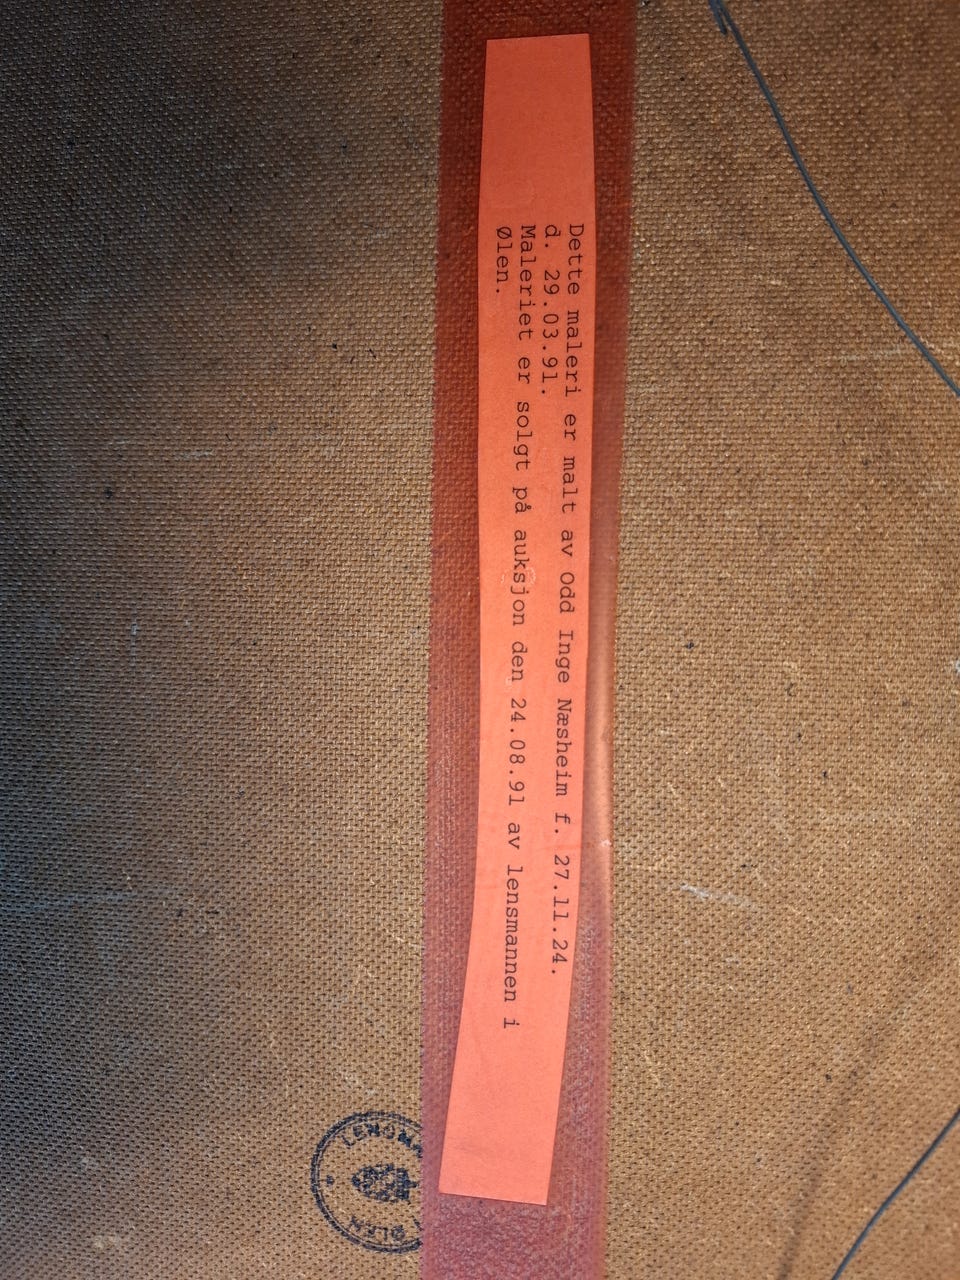 Dette maleri er malt av Odd Inge Næsheim f. 27.11.24.
d. 29.03.91.
Maleriet er solgt på auksjon den 24.08.91 av lensmannen i
Ølen.
ØLEN